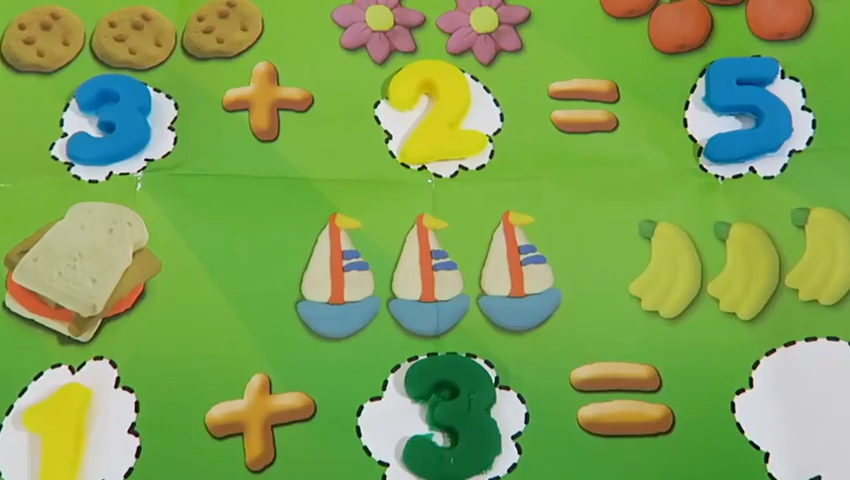 3 + 2 = 5
1 + 3 =